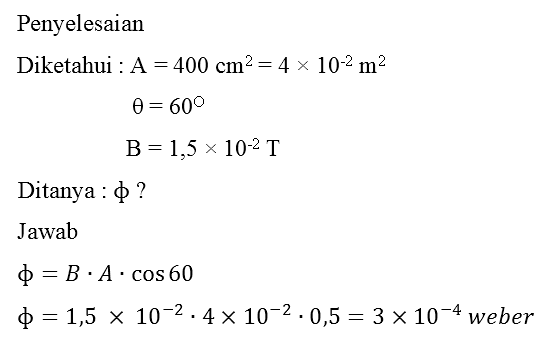 Penyelesaian
Diketahui : A = 400 cm² = 4 × 10⁻² m²
θ = 60ᴼ
B = 1,5 × 10⁻² T
Ditanya : ф ?
Jawab
ф = B · A · cos 60
ф = 1,5 × 10⁻² · 4 × 10⁻² · 0,5 = 3 × 10⁻⁴ weber